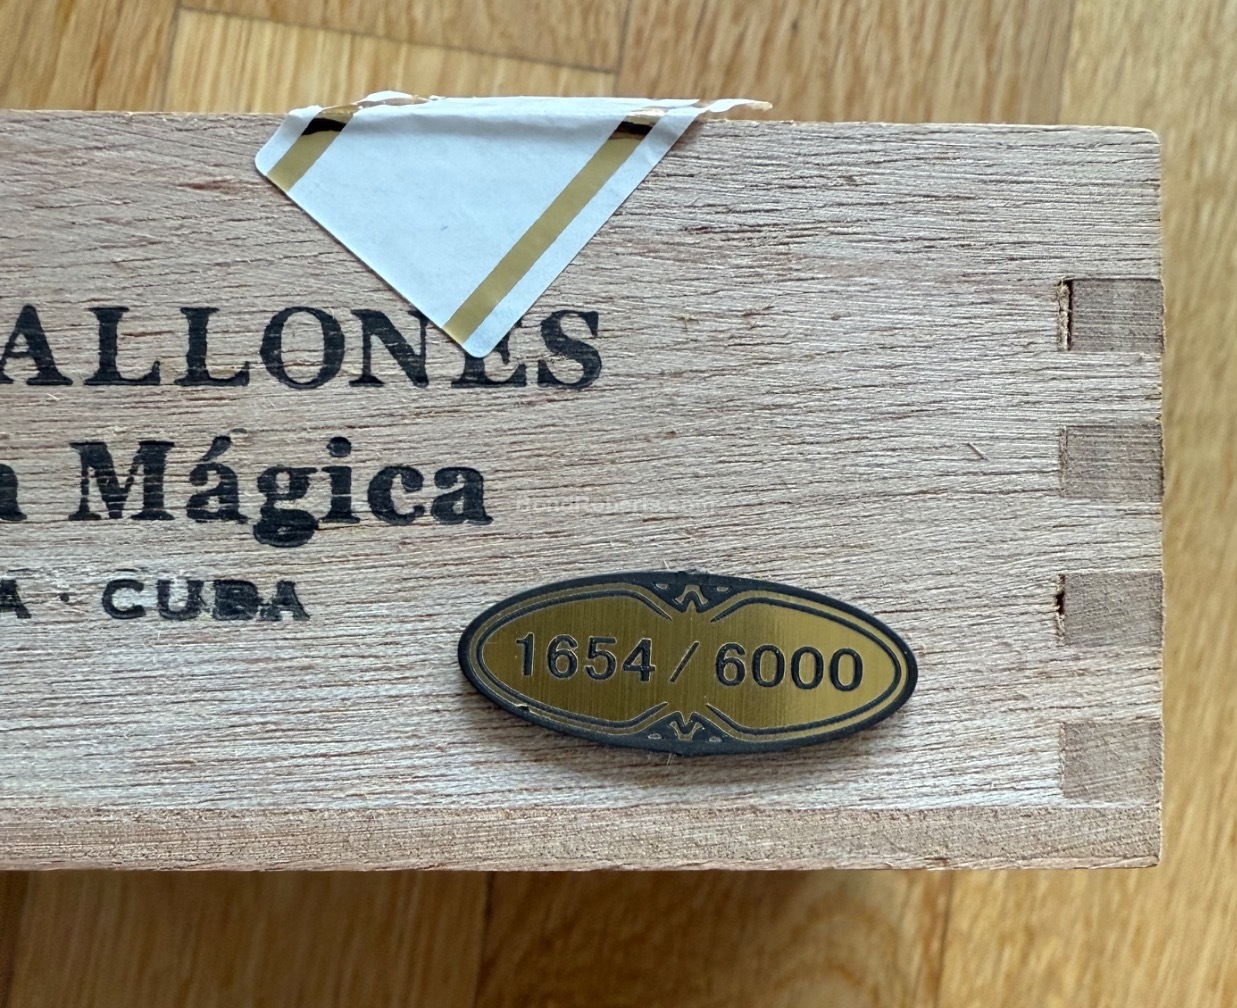 ALLONES
a Mágica
A · CUBA
1654 / 6000